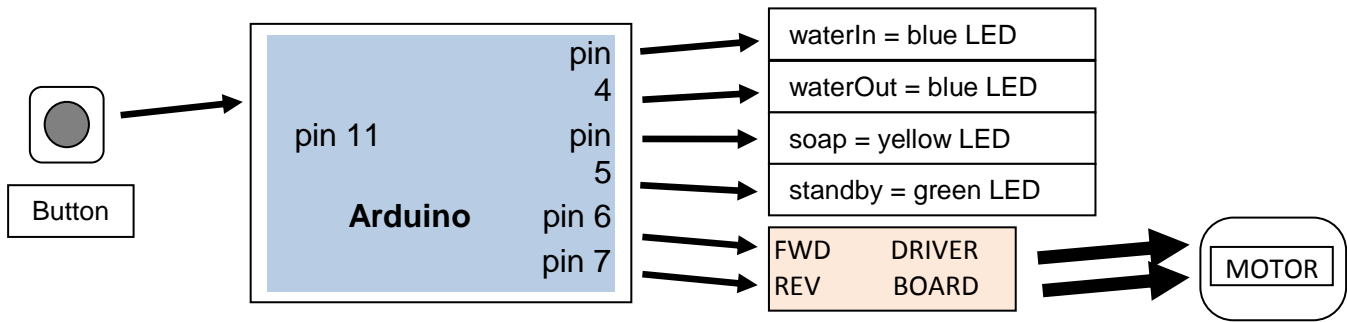 waterIn = blue LED
waterOut = blue LED
soap = yellow LED
standby = green LED
pin
4
pin 11
pin
5
Arduino
pin 6
pin 7
Button
FWD DRIVER
REV BOARD
MOTOR